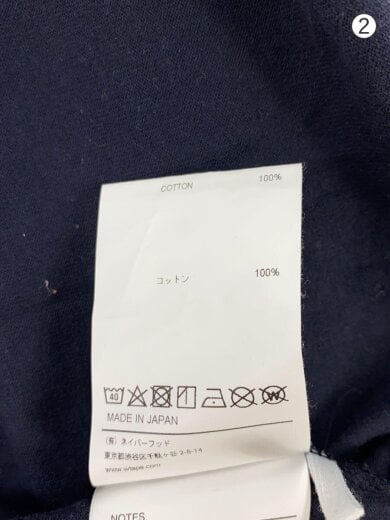 2
COTTON 100%
コットン 100%
40
MADE IN JAPAN
(有) ネイバーフッド
東京都渋谷区千駄ヶ谷 2-6-14
www.wtaps.com
NOTES